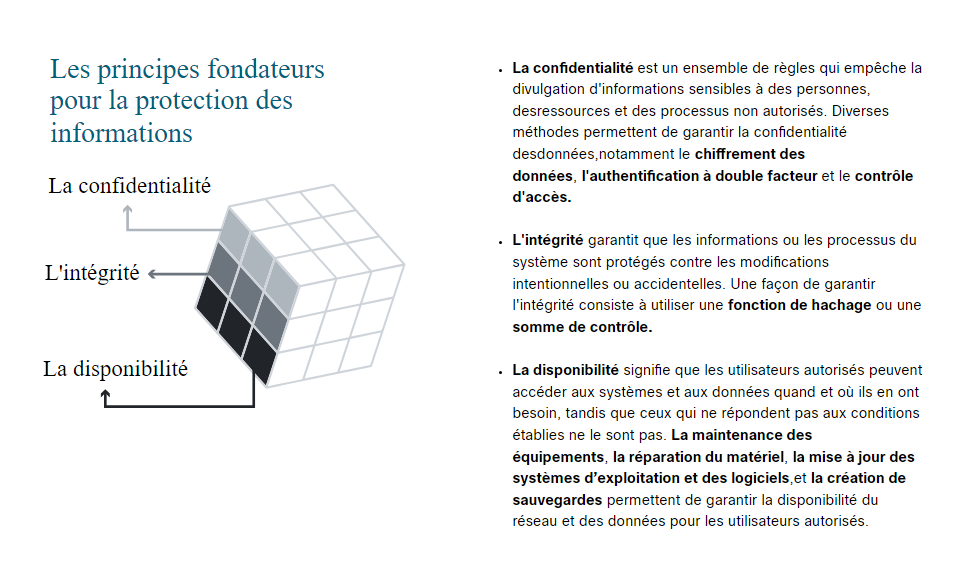 Les principes fondateurs
pour la protection des
informations
La confidentialité
L'intégrité
La disponibilité
• La confidentialité est un ensemble de règles qui empêche la
divulgation d'informations sensibles à des personnes,
desressources et des processus non autorisés. Diverses
méthodes permettent de garantir la confidentialité
desdonnées,notamment le chiffrement des
données, l'authentification à double facteur et le contrôle
d'accès.
• L'intégrité garantit que les informations ou les processus du
système sont protégés contre les modifications
intentionnelles ou accidentelles. Une façon de garantir
l'intégrité consiste à utiliser une fonction de hachage ou une
somme de contrôle.
• La disponibilité signifie que les utilisateurs autorisés peuvent
accéder aux systèmes et aux données quand et où ils en ont
besoin, tandis que ceux qui ne répondent pas aux conditions
établies ne le sont pas. La maintenance des
équipements, la réparation du matériel, la mise à jour des
systèmes d’exploitation et des logiciels,et la création de
sauvegardes permettent de garantir la disponibilité du
réseau et des données pour les utilisateurs autorisés.